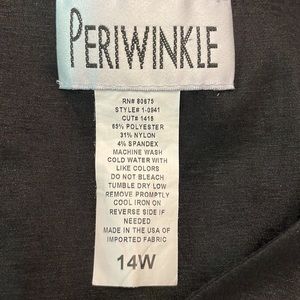 PERIWINKLE
RN# 80875
STYLE# 1-0941
CUT# 1415
65% POLYESTER
31% NYLON
4% SPANDEX
MACHINE WASH
COLD WATER WITH
LIKE COLORS
DO NOT BLEACH
TUMBLE DRY LOW
REMOVE PROMPTLY
COOL IRON ON
REVERSE SIDE IF
NEEDED
MADE IN THE USA OF
IMPORTED FABRIC
14W